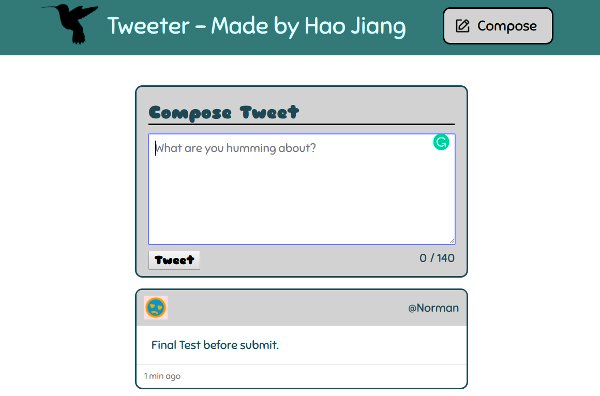 Tweeter - Made by Hao Jiang
Compose
Compose Tweet
What are you humming about?
Tweet
0 / 140
@Norman
Final Test before submit.
1 min ago